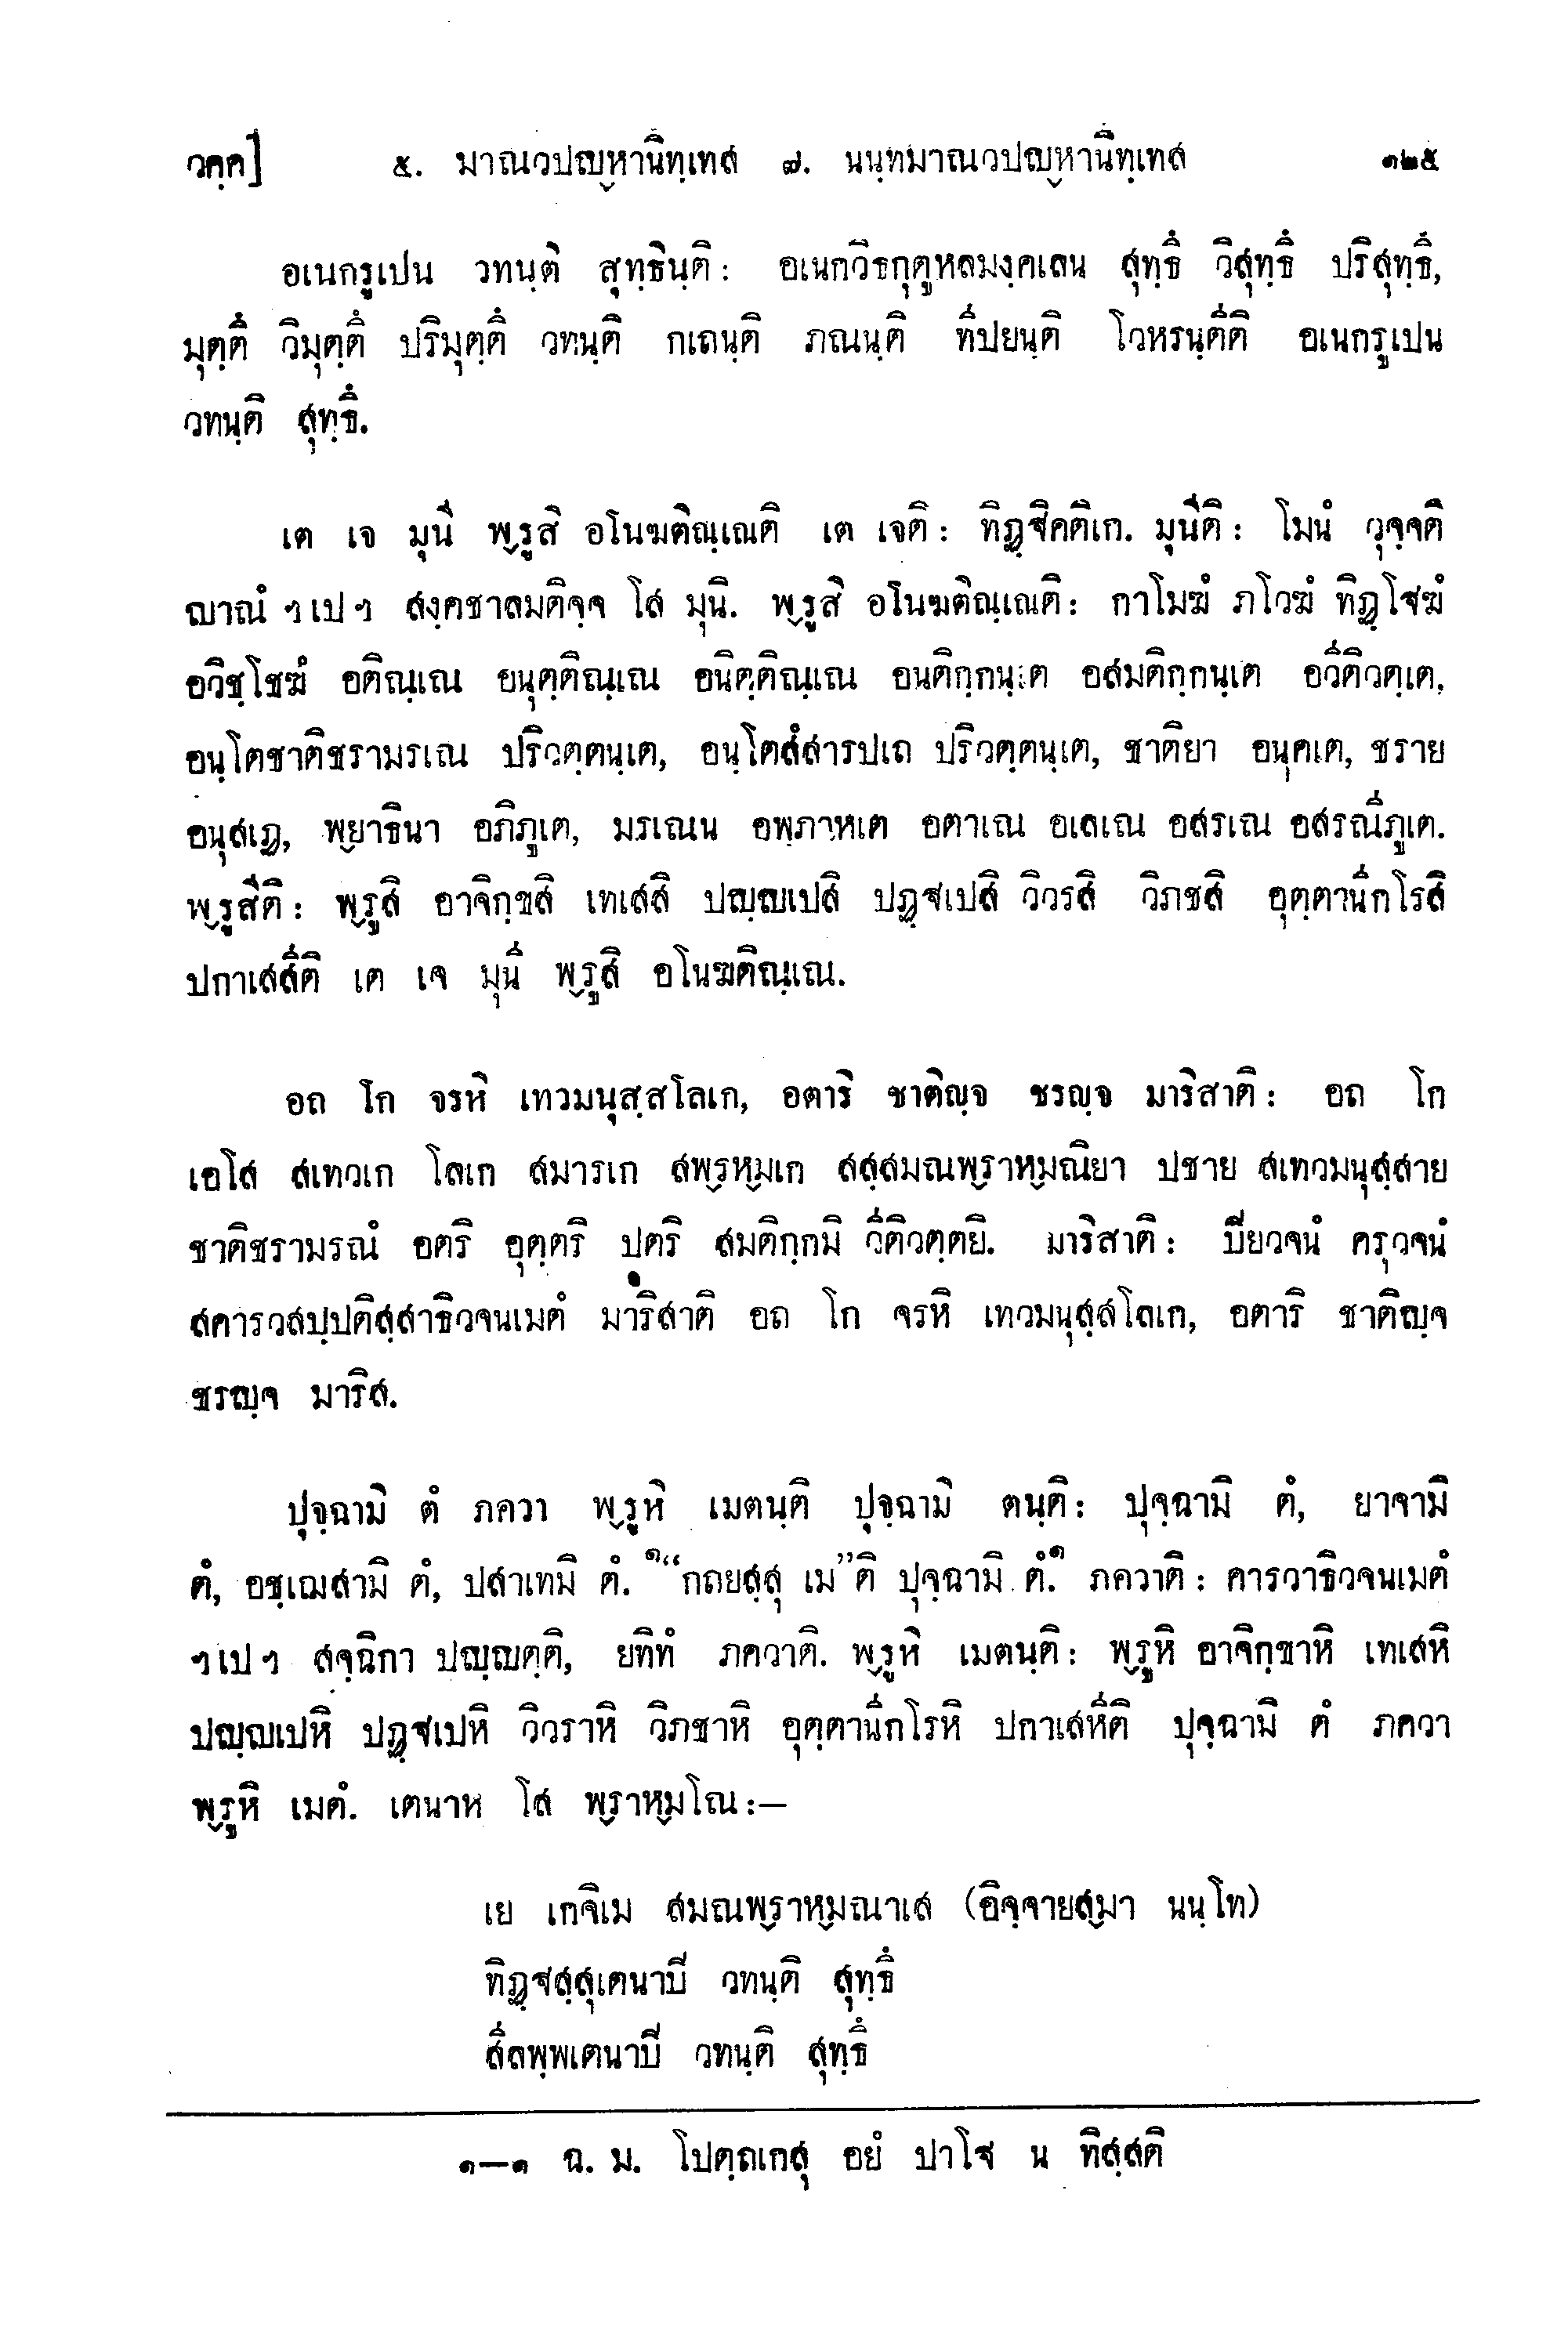 วคฺค]	๕. มาณวปญฺหานิทฺเทส ๗. นนฺทมาณวปญฺหานิทฺเทส	๑๒๕
อเนกรูเปน วทนฺติ สุทฺธินฺติ: อเนกวิธกุตูหลมงฺคเลน สุทฺธึ วิสุทฺธึ ปริสุทฺธึ,
มุตฺตึ วิมุตฺตึ ปริมุตฺตึ วทนฺติ กเถนฺติ ภณนฺติ ทีปยนฺติ โวหรนฺตีติ อเนกรูเปน
วทนฺติ สุทฺธึ.
เต เจ มุนี พฺรูสิ อโนฆติณฺเณติ เต เจติ: ทิฏฺฐิคติเก. มุนีติ: โมนํ วุจฺจติ
ญาณํ ฯเปฯ สงฺคชาลมติจฺจ โส มุนิ. พฺรูสิ อโนฆติณฺเณติ: กาโมฆํ ภโวฆํ ทิฏฺโฐฆํ
อวิชฺโชฆํ อติณฺเณ ยนุตฺติณฺเณ อนิตฺติณฺเณ อนติกฺกนฺเต อสมติกฺกนฺเต อวีติวตฺเต,
อนฺโตชาติชรามรเณ ปริวตฺตนฺเต, อนฺโตสํสารปเถ ปริวตฺตนฺเต, ชาติยา อนุคเต, ชราย
อนุสเฏ, พฺยาธินา อภิภูเต, มรเณน อพฺภาหเต อตาเณ อเลเณ อสรเณ อสรณีภูเต.
พฺรูสีติ: พฺรูสิ อาจิกฺขสิ เทเสสิ ปญฺญเปสิ ปฏฺฐเปสิ วิวรสิ วิภชสิ อุตฺตานีกโรสิ
ปกาเสสีติ เต เจ มุนี พฺรูสิ อโนฆติณฺเณ.
อถ โก จรหิ เทวมนุสฺสโลเก, อตาริ ชาติญฺจ ชรญฺจ มาริสาติ: อถ โก
เอโส สเทวเก โลเก สมารเก สพฺรหฺมเก สสฺสมณพฺราหฺมณิยา ปชาย สเทวมนุสฺสาย
ชาติชรามรณํ อตริ อุตฺตริ ปตริ สมติกฺกมิ วีติวตฺตยิ. มาริสาติ: ปิยวจนํ ครุวจนํ
สคารวสปฺปติสฺสาธิวจนเมตํ มาริสาติ อถ โก จรหิ เทวมนุสฺสโลเก, อตาริ ชาติญฺจ
ชรญฺจ มาริส.
ปุจฺฉามิ ตํ ภควา พฺรูหิ เมตนฺติ ปุจฺฉามิ ตนฺติ: ปุจฺฉามิ ตํ, ยาจามิ
ตํ, อชฺเฌสามิ ตํ, ปสาเทมิ ตํ. ๑“กถยสฺสุ เม”ติ ปุจฺฉามิ ตํ.๑ ภควาติ: คารวาธิวจนเมตํ
ฯเปฯ สจฺฉิกา ปญฺญตฺติ, ยทิทํ ภควาติ. พฺรูหิ เมตนฺติ: พฺรูหิ อาจิกฺขาหิ เทเสหิ
ปญฺญเปหิ ปฏฺฐเปหิ วิวราหิ วิภชาหิ อุตฺตานีกโรหิ ปกาเสหีติ ปุจฺฉามิ ตํ ภควา
พฺรูหิ เมตํ. เตนาห โส พฺราหฺมโณ:—
เย เกจิเม สมณพฺราหฺมณาเส (อิจฺจายสฺมา นนฺโท)
ทิฏฺฐสฺสุเตนาปิ วทนฺติ สุทฺธึ
สีลพฺพเตนาปิ วทนฺติ สุทฺธึ
๑—๑ ฉ. ม. โปตฺถเกสุ อยํ ปาโฐ น ทิสฺสติ